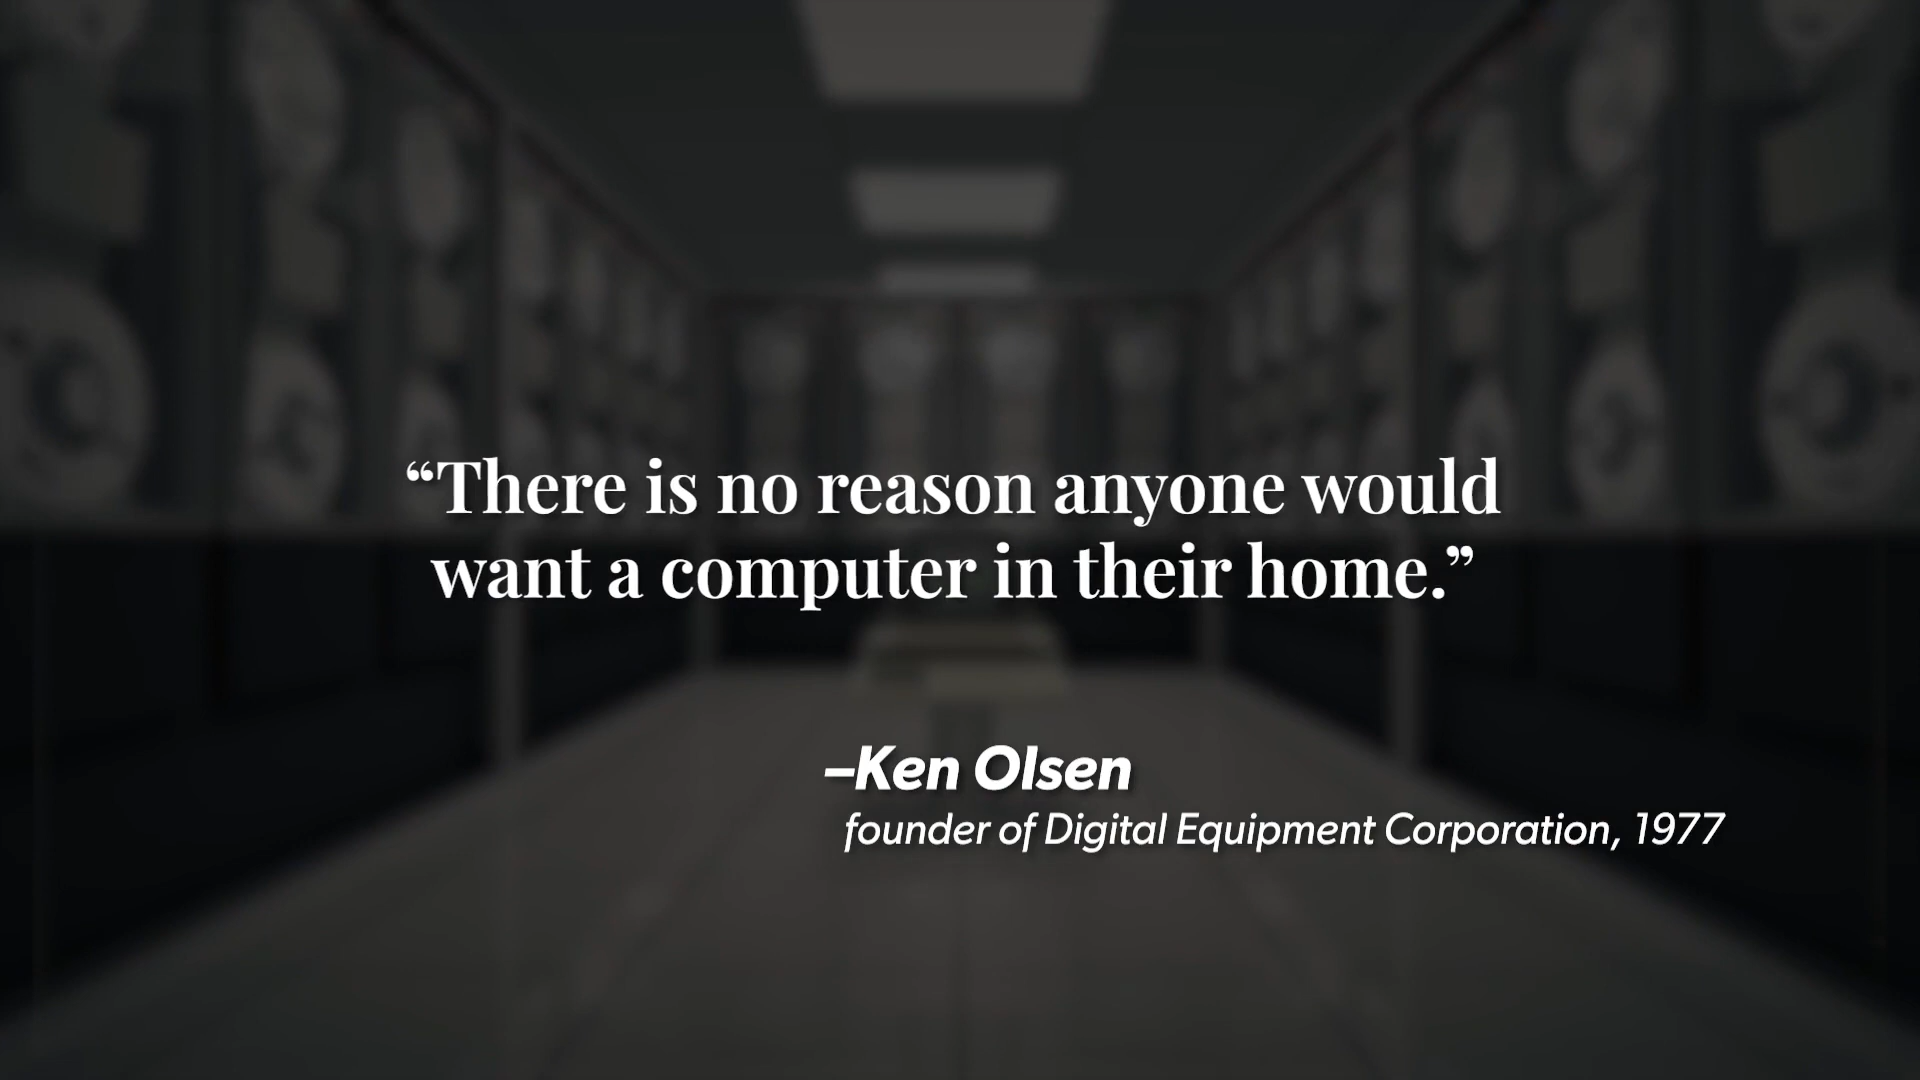 “There is no reason anyone would
want a computer in their home.”
–Ken Olsen
founder of Digital Equipment Corporation, 1977